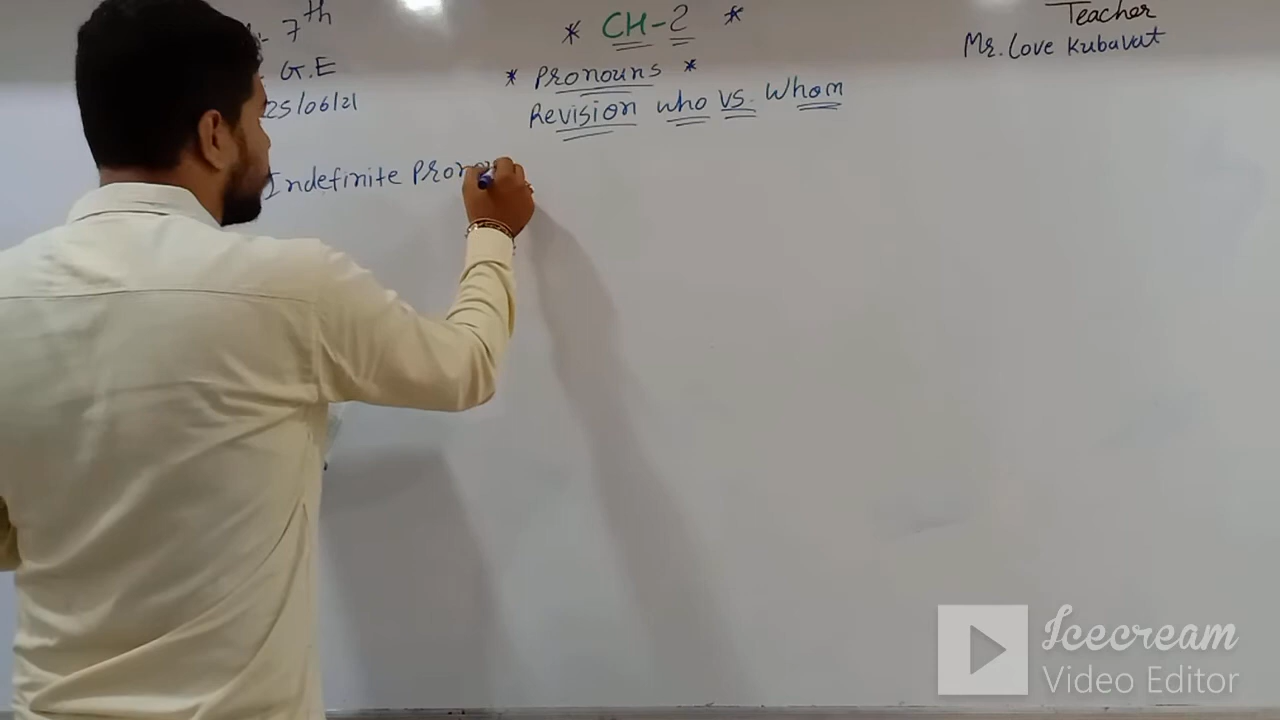 7th
G.E
25/06/21
* CH-2 *
* Pronouns *
Revision who vs. Whom
Teacher
Mr. Love Kubavat
Indefinite Pron
Icecream
Video Editor